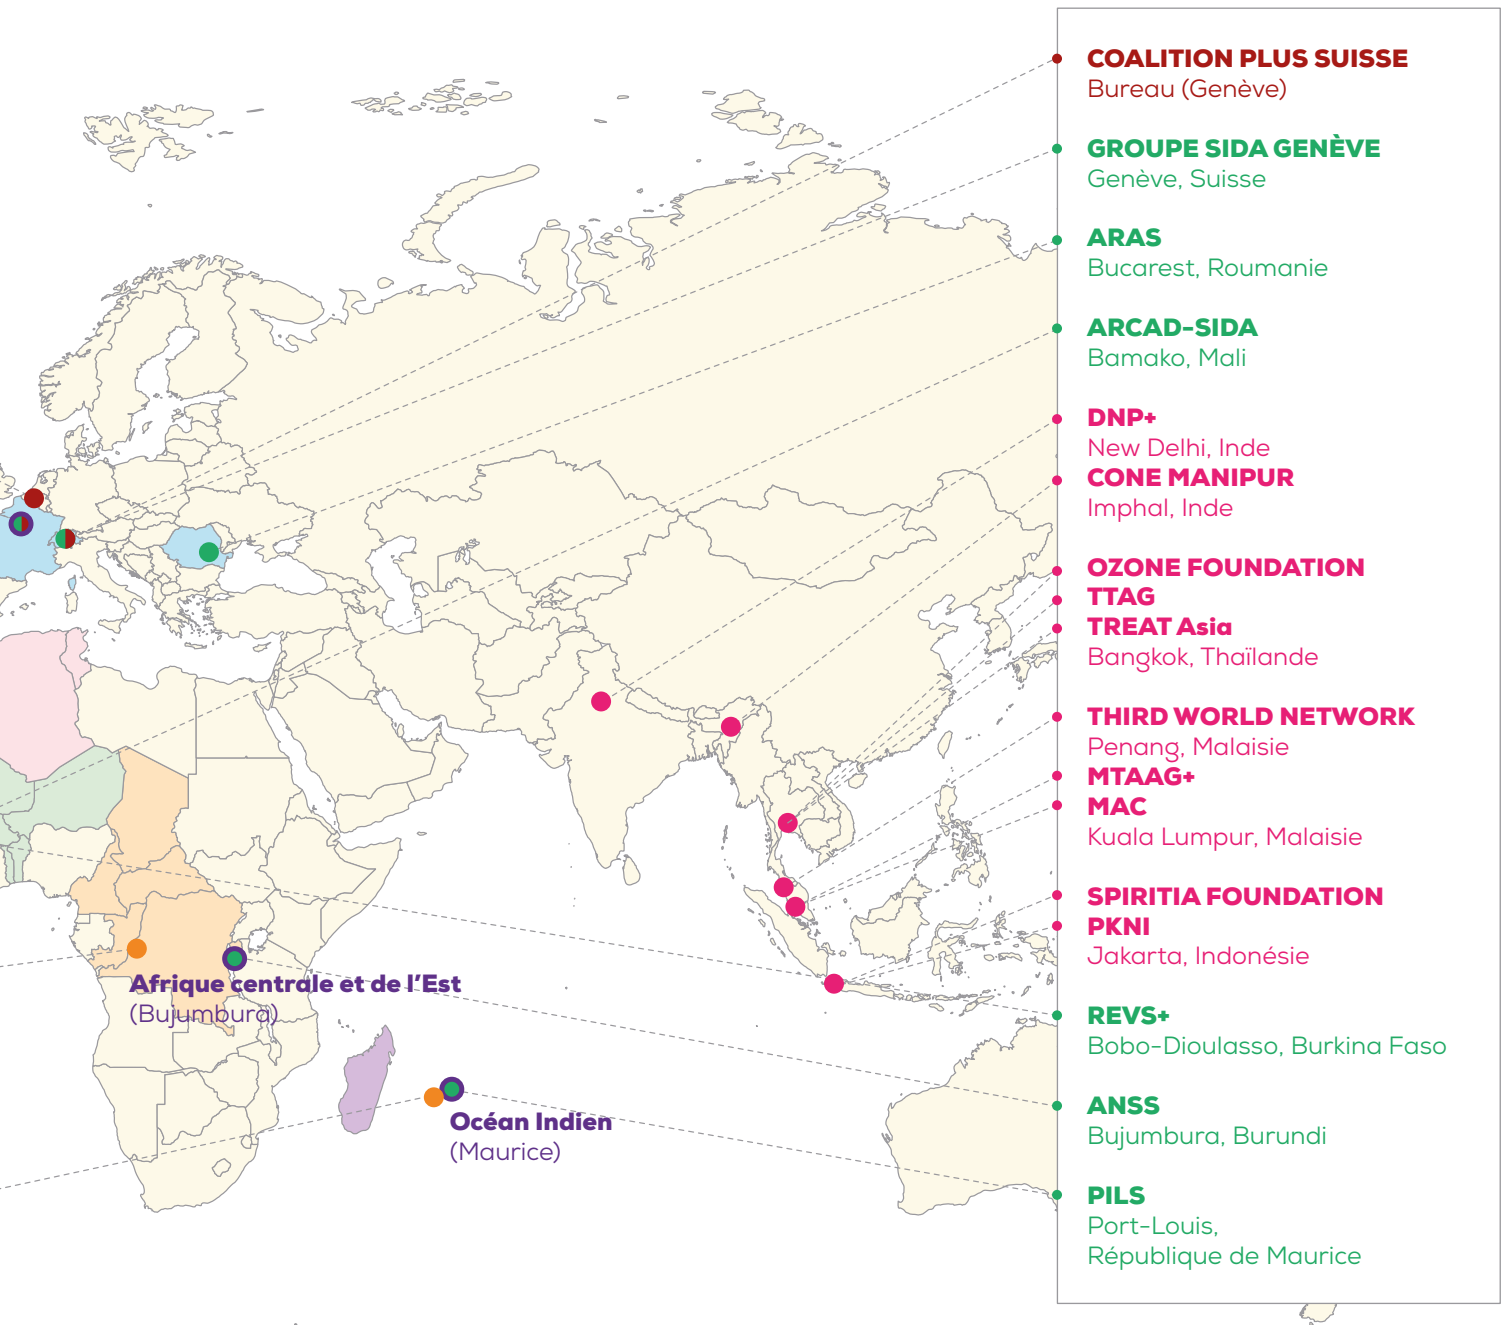 COALITION PLUS SUISSE
Bureau (Genève)
GROUPE SIDA GENÈVE
Genève, Suisse
ARAS
Bucarest, Roumanie
ARCAD-SIDA
Bamako, Mali
DNP+
New Delhi, Inde
CONE MANIPUR
Imphal, Inde
OZONE FOUNDATION
TTAG
TREAT Asia
Bangkok, Thaïlande
THIRD WORLD NETWORK
Penang, Malaisie
MTAAG+
MAC
Kuala Lumpur, Malaisie
SPIRITIA FOUNDATION
PKNI
Jakarta, Indonésie
REVS+
Bobo-Dioulasso, Burkina Faso
ANSS
Bujumbura, Burundi
PILS
Port-Louis,
République de Maurice
Afrique centrale et de l'Est
(Bujumbura)
Océan Indien
(Maurice)